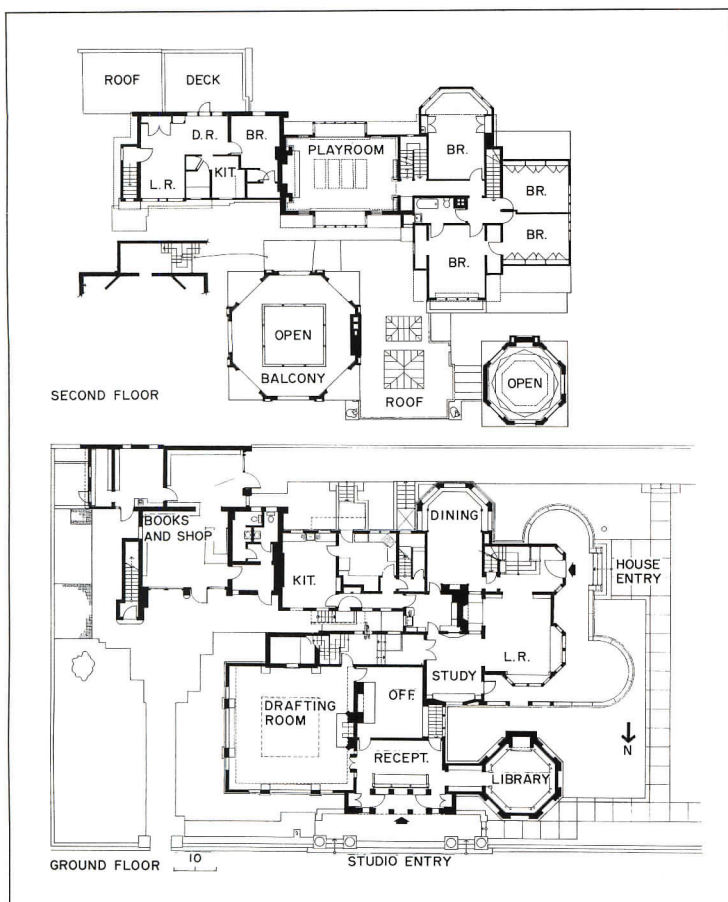 ROOF
DECK
D. R.
BR.
PLAYROOM
BR.
L. R.
KIT.
BR.
BR.
BR.
OPEN
BALCONY
ROOF
OPEN
SECOND FLOOR
DINING
BOOKS
AND SHOP
KIT.
HOUSE
ENTRY
L.R.
STUDY
DRAFTING
ROOM
OFF.
N
RECEPT.
LIBRARY
GROUND FLOOR
10
STUDIO ENTRY